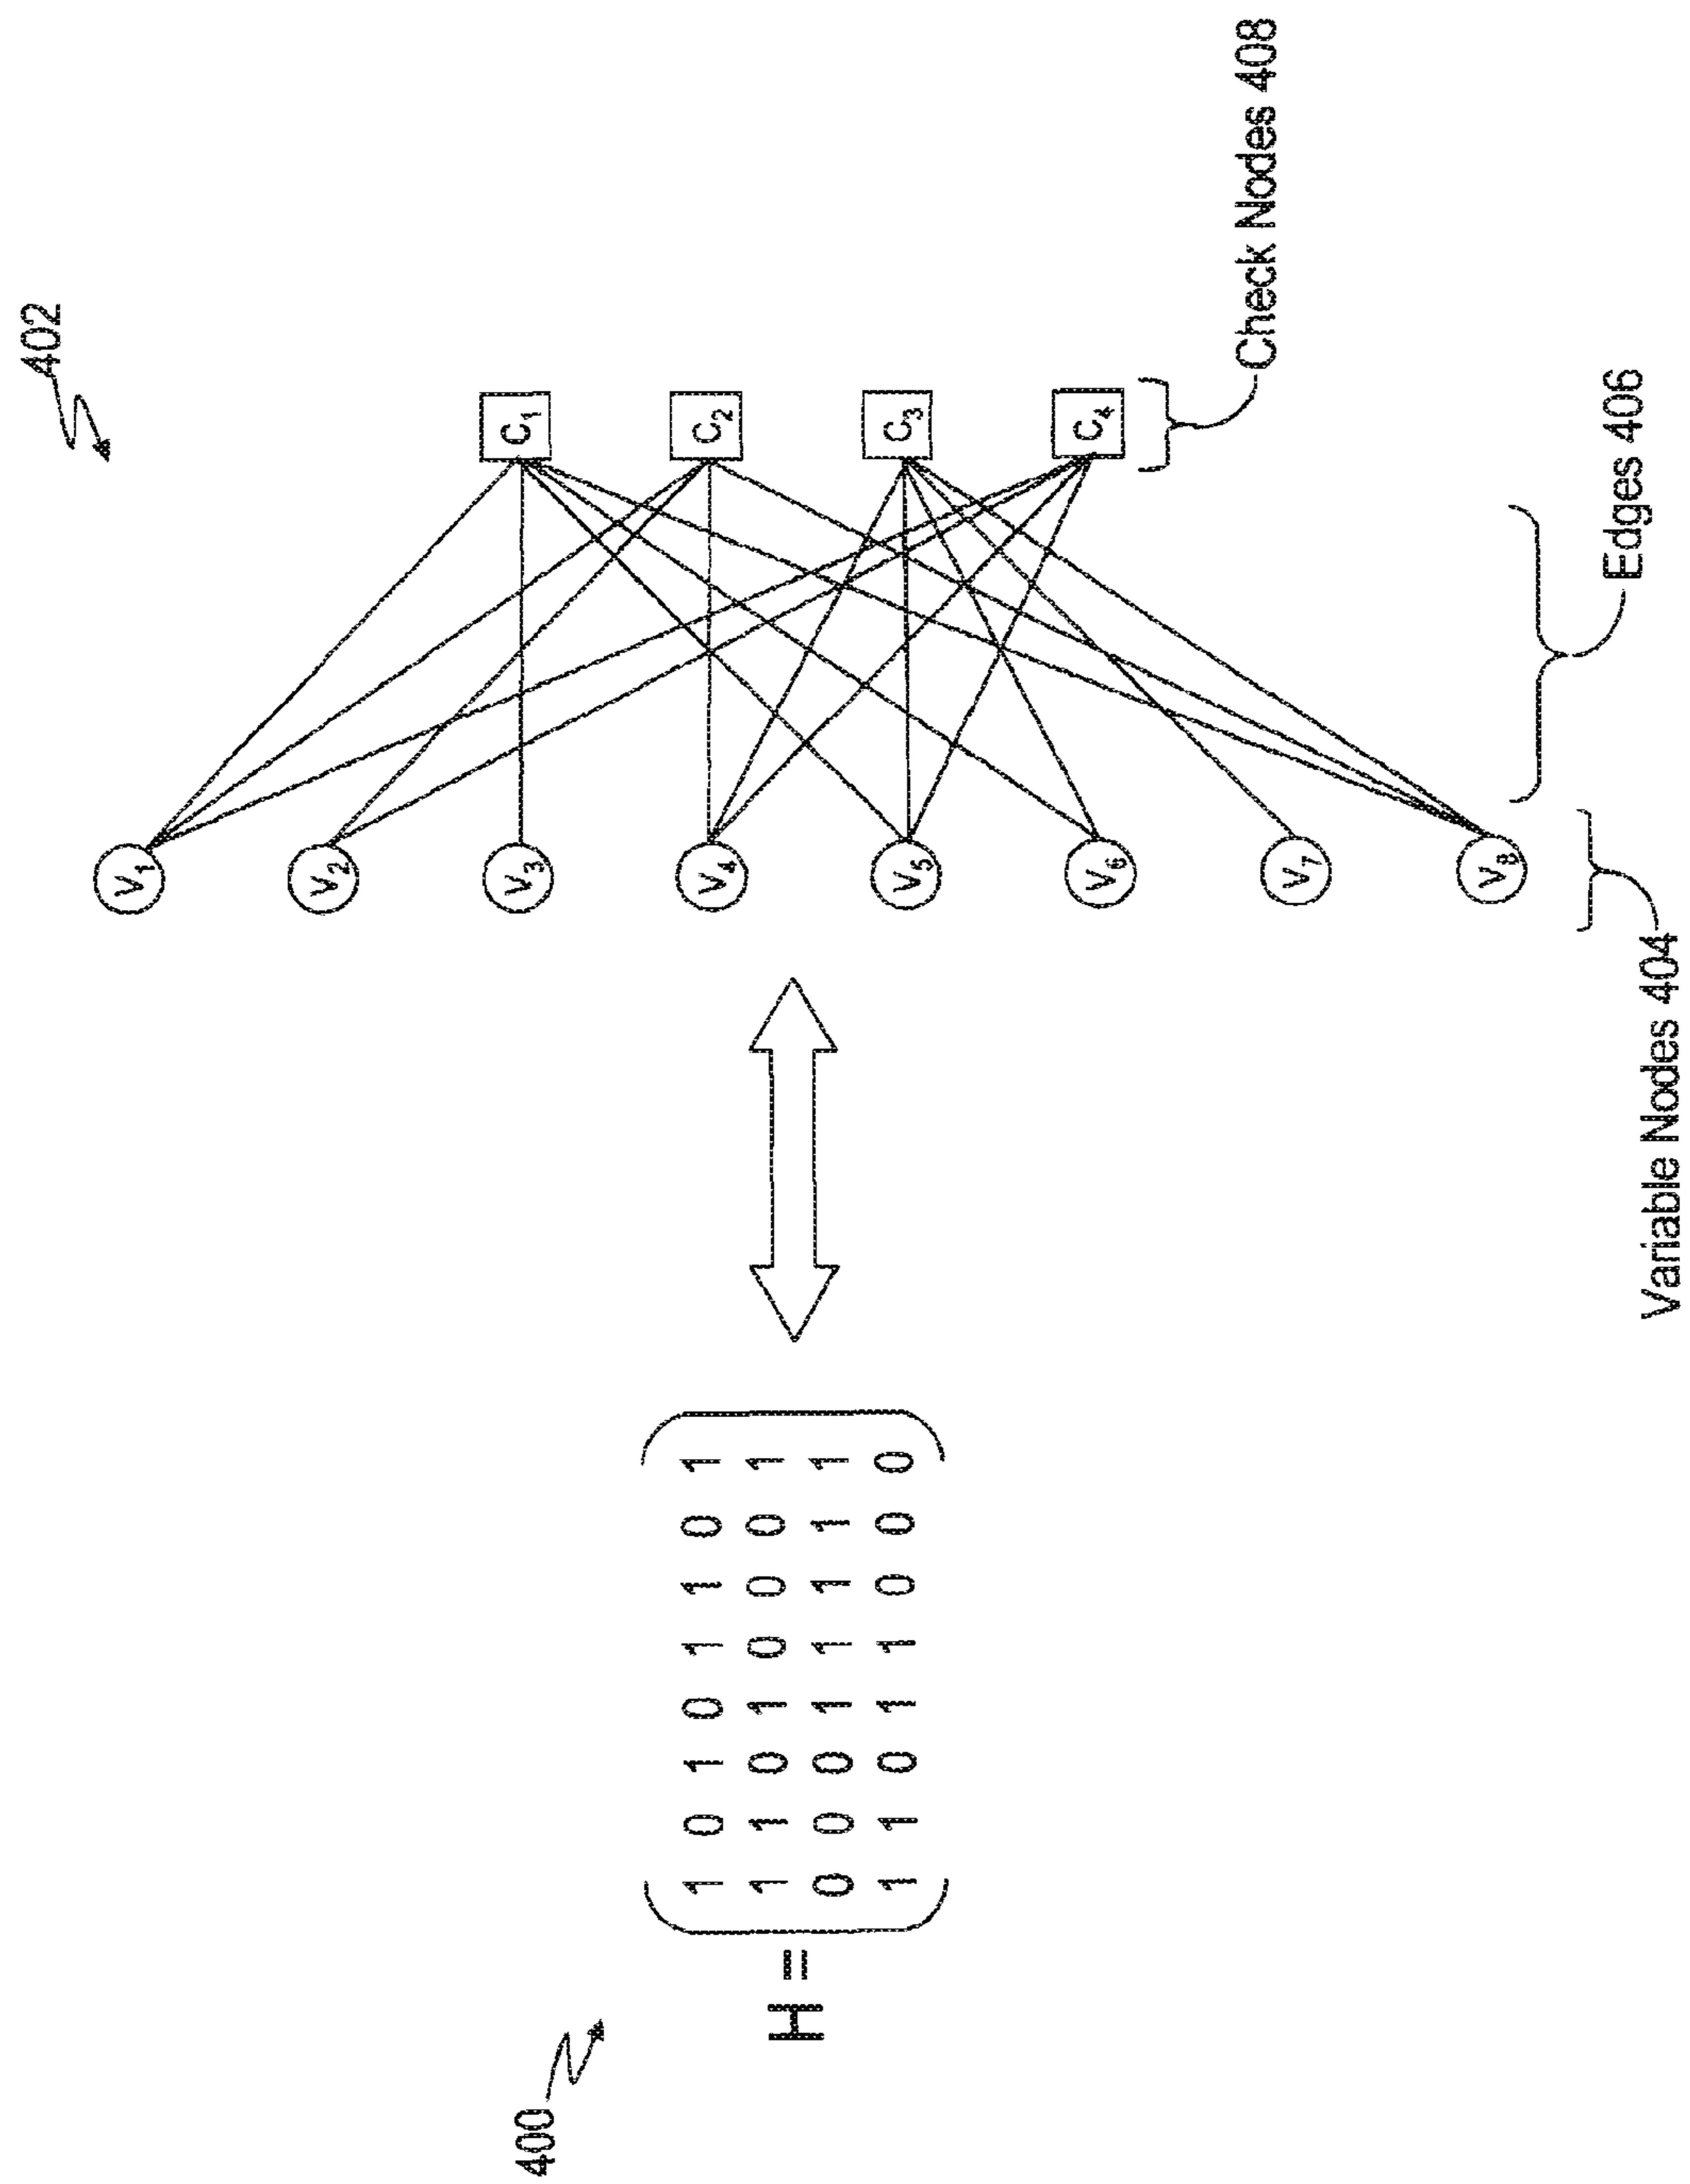 400
402
H =
1 0 1 0 1 1 0 1
1 1 0 1 0 0 0 1
0 0 0 1 1 1 1 1
1 1 0 1 1 0 0 0
V1
V2
V3
V4
V5
V6
V7
V8
C1
C2
C3
C4
Variable Nodes 404
Edges 406
Check Nodes 408